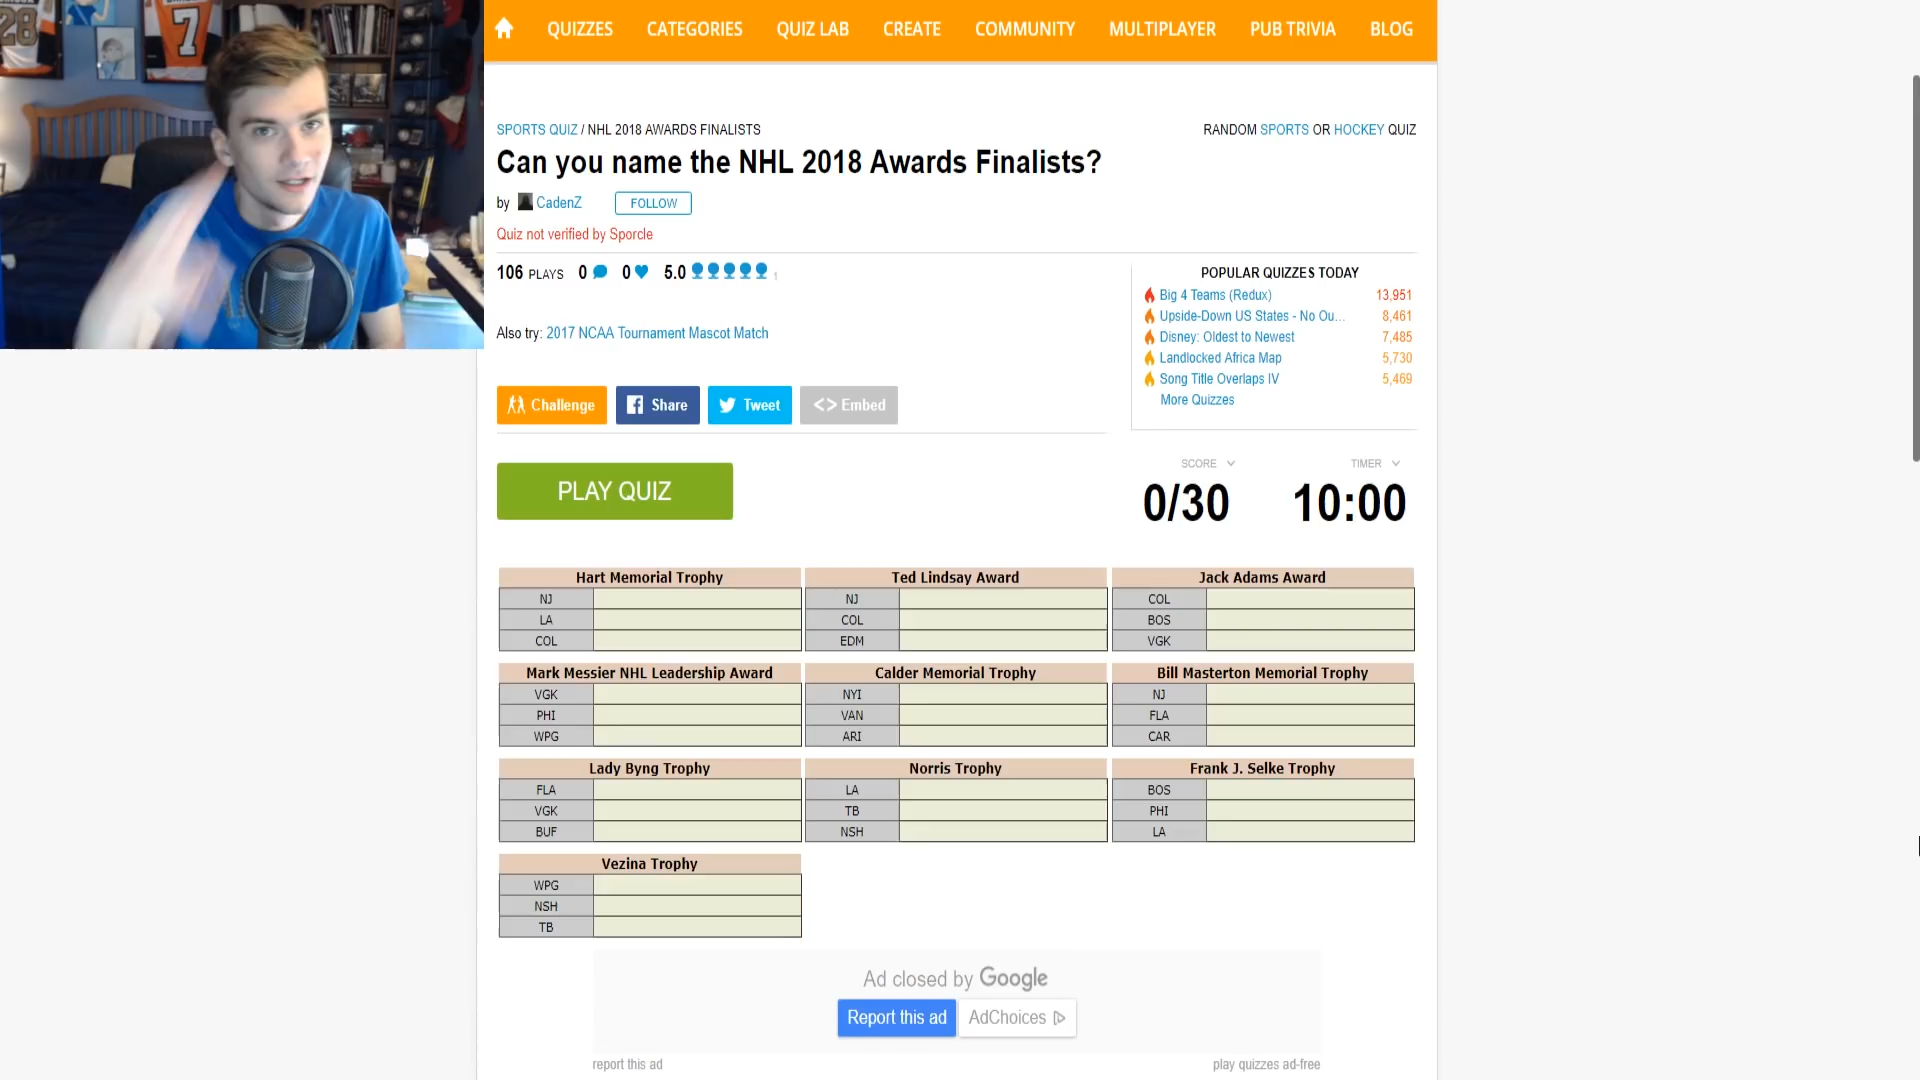 28
7
QUIZZES CATEGORIES QUIZ LAB CREATE COMMUNITY MULTIPLAYER PUB TRIVIA BLOG
SPORTS QUIZ / NHL 2018 AWARDS FINALISTS
RANDOM SPORTS OR HOCKEY QUIZ
Can you name the NHL 2018 Awards Finalists?
by CadenZ FOLLOW
Quiz not verified by Sporcle
106 PLAYS 0 0 5.0 1
Also try: 2017 NCAA Tournament Mascot Match
POPULAR QUIZZES TODAY
Big 4 Teams (Redux) 13,951
Upside-Down US States - No Ou... 8,461
Disney: Oldest to Newest 7,485
Landlocked Africa Map 5,730
Song Title Overlaps IV 5,469
More Quizzes
Challenge Share Tweet <> Embed
PLAY QUIZ
SCORE TIMER
0/30 10:00
Hart Memorial Trophy
NJ
LA
COL
Ted Lindsay Award
NJ
COL
EDM
Jack Adams Award
COL
BOS
VGK
Mark Messier NHL Leadership Award
VGK
PHI
WPG
Calder Memorial Trophy
NYI
VAN
ARI
Bill Masterton Memorial Trophy
NJ
FLA
CAR
Lady Byng Trophy
FLA
VGK
BUF
Norris Trophy
LA
TB
NSH
Frank J. Selke Trophy
BOS
PHI
LA
Vezina Trophy
WPG
NSH
TB
Ad closed by Google
Report this ad AdChoices
report this ad play quizzes ad-free